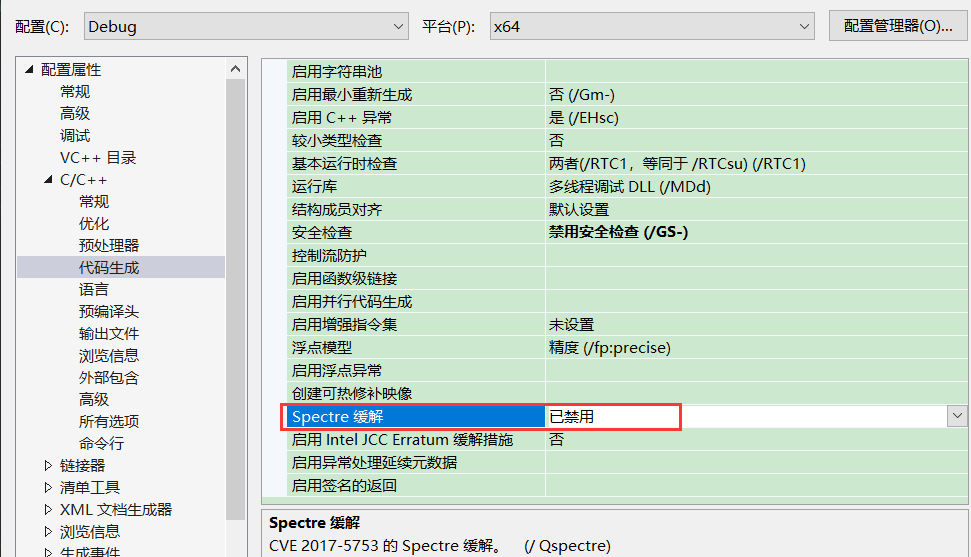 配置(C): Debug 平台(P): x64 配置管理器(O)...
配置属性
常规
高级
调试
VC++ 目录
C/C++
常规
优化
预处理器
代码生成
语言
预编译头
输出文件
浏览信息
外部包含
高级
所有选项
命令行
链接器
清单工具
XML 文档生成器
浏览信息
生成事件
启用字符串池
启用最小重新生成 否 (/Gm-)
启用 C++ 异常 是 (/EHsc)
较小类型检查 否
基本运行时检查 两者(/RTC1，等同于 /RTCsu) (/RTC1)
运行库 多线程调试 DLL (/MDd)
结构成员对齐 默认设置
安全检查 禁用安全检查 (/GS-)
控制流防护
启用函数级链接
启用并行代码生成
启用增强指令集 未设置
浮点模型 精度 (/fp:precise)
启用浮点异常
创建可热修补映像
Spectre 缓解 已禁用
启用 Intel JCC Erratum 缓解措施 否
启用异常处理延续元数据
启用签名的返回
Spectre 缓解
CVE 2017-5753 的 Spectre 缓解。 (/ Qspectre)